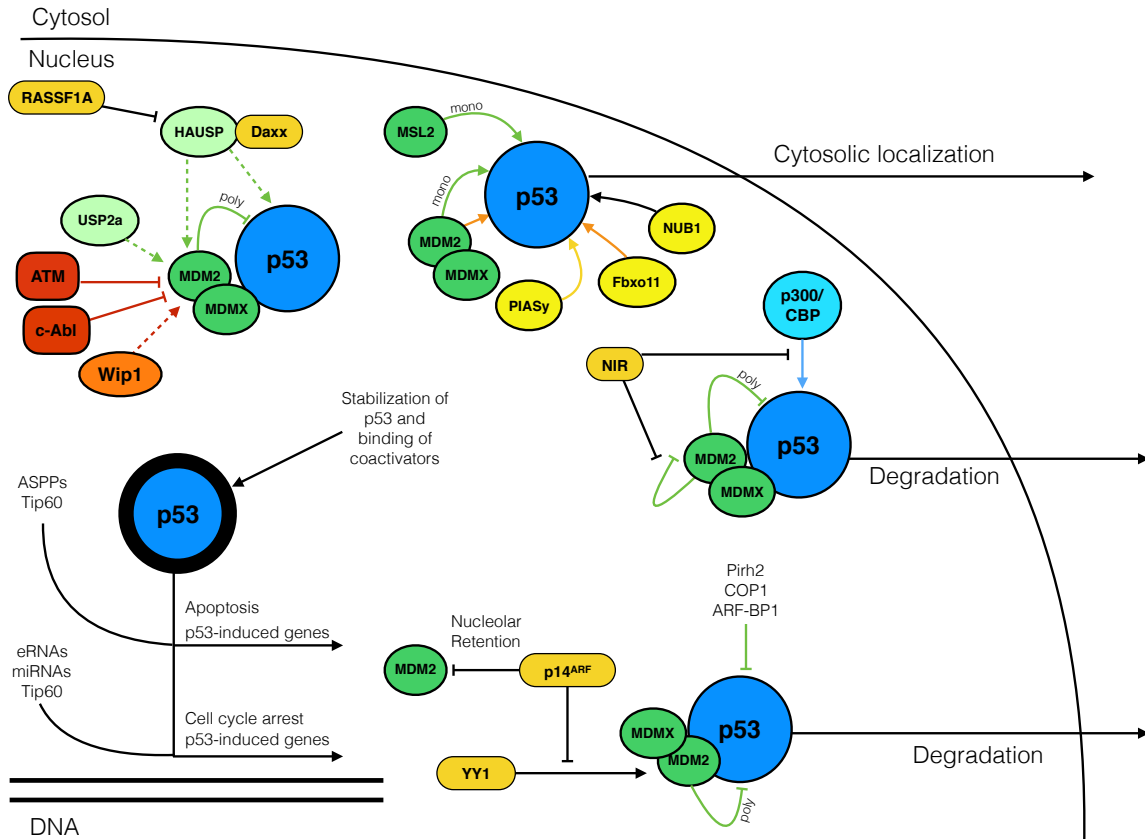 Cytosol
Nucleus
RASSF1A
HAUSP
Daxx
USP2a
poly
ATM
MDM2
p53
c-Abl
MDMX
Wip1
MSL2
mono
mono
p53
MDM2
MDMX
PIASy
Fbxo11
NUB1
Cytosolic localization
p300/
CBP
NIR
poly
MDM2
MDMX
p53
Degradation
Stabilization of
p53 and
binding of
coactivators
ASPPs
Tip60
p53
Apoptosis
p53-induced genes
eRNAs
miRNAs
Tip60
Cell cycle arrest
p53-induced genes
DNA
Nucleolar
Retention
MDM2
p14ARF
YY1
Pirh2
COP1
ARF-BP1
MDMX
MDM2
p53
poly
Degradation